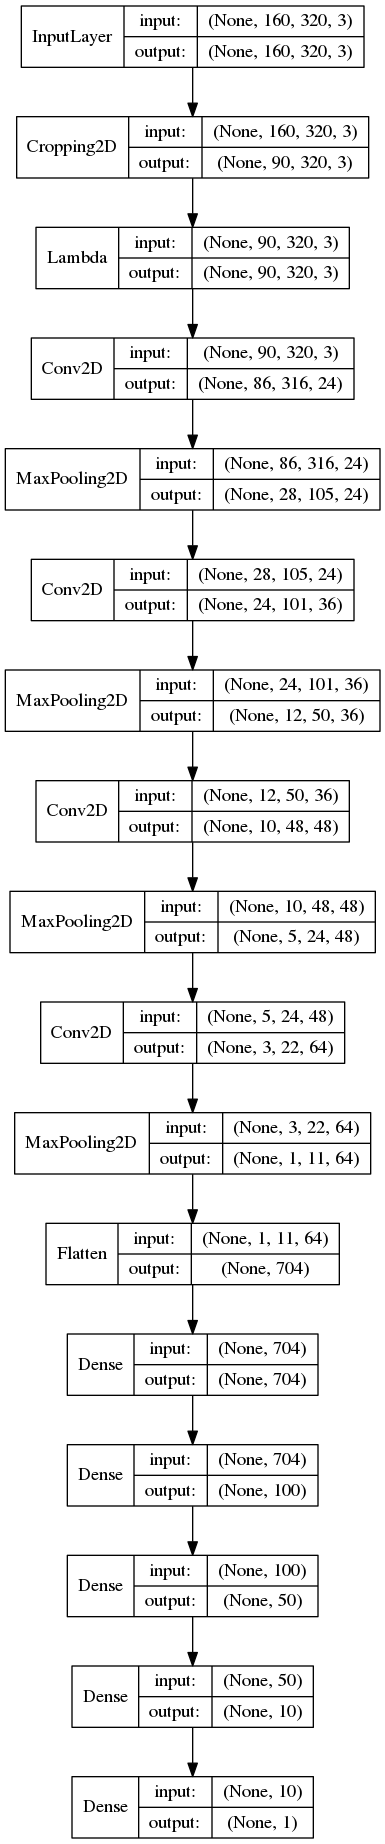 InputLayer
input: (None, 160, 320, 3)
output: (None, 160, 320, 3)
Cropping2D
input: (None, 160, 320, 3)
output: (None, 90, 320, 3)
Lambda
input: (None, 90, 320, 3)
output: (None, 90, 320, 3)
Conv2D
input: (None, 90, 320, 3)
output: (None, 86, 316, 24)
MaxPooling2D
input: (None, 86, 316, 24)
output: (None, 28, 105, 24)
Conv2D
input: (None, 28, 105, 24)
output: (None, 24, 101, 36)
MaxPooling2D
input: (None, 24, 101, 36)
output: (None, 12, 50, 36)
Conv2D
input: (None, 12, 50, 36)
output: (None, 10, 48, 48)
MaxPooling2D
input: (None, 10, 48, 48)
output: (None, 5, 24, 48)
Conv2D
input: (None, 5, 24, 48)
output: (None, 3, 22, 64)
MaxPooling2D
input: (None, 3, 22, 64)
output: (None, 1, 11, 64)
Flatten
input: (None, 1, 11, 64)
output: (None, 704)
Dense
input: (None, 704)
output: (None, 704)
Dense
input: (None, 704)
output: (None, 100)
Dense
input: (None, 100)
output: (None, 50)
Dense
input: (None, 50)
output: (None, 10)
Dense
input: (None, 10)
output: (None, 1)